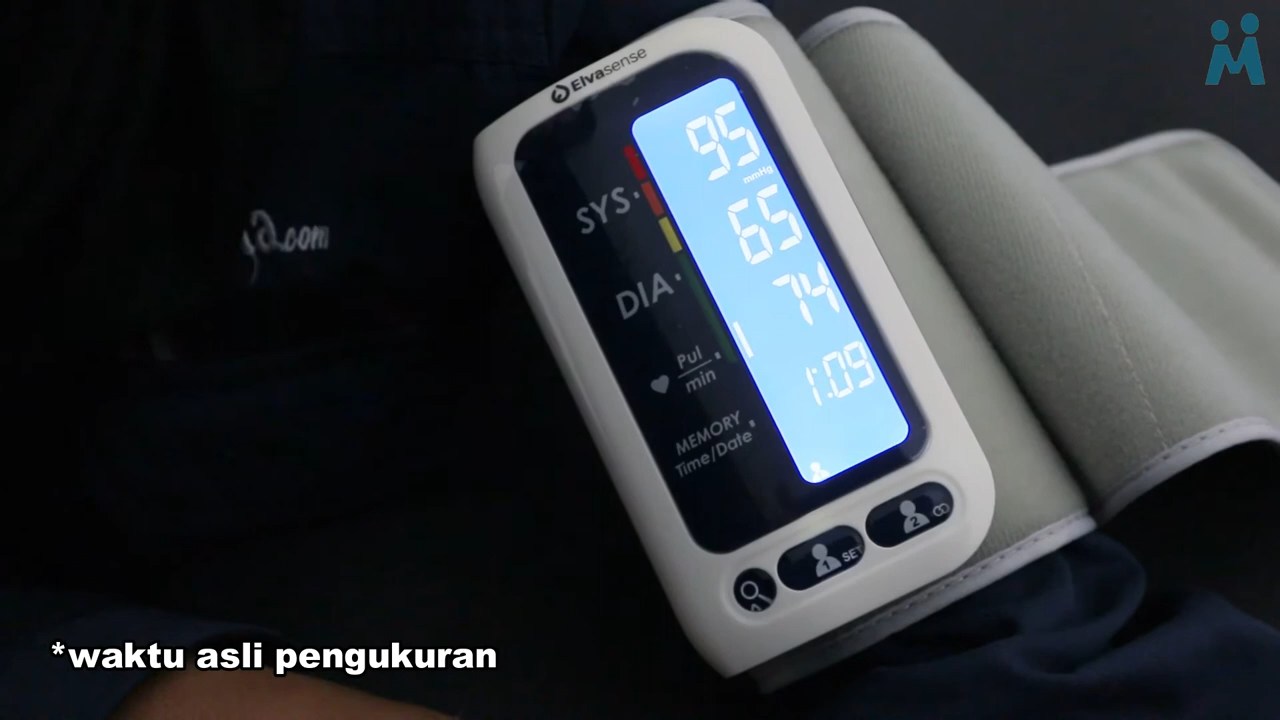 Elvasense
95
mmHg
SYS.
65
DIA.
74
Pul
min
1:09
MEMORY
Time/Date
1 SET
2
.com
*waktu asli pengukuran